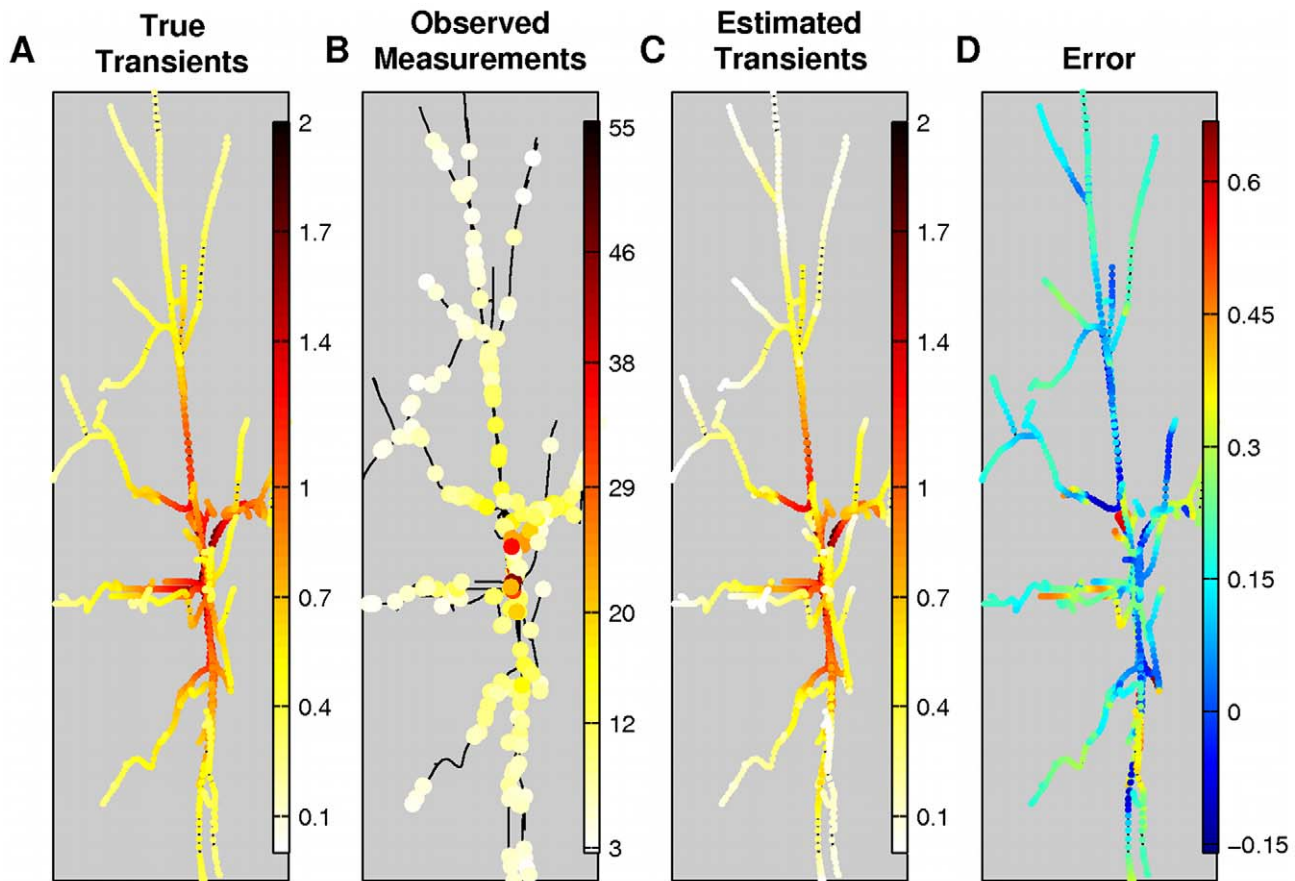 A
True
Transients
B
Observed
Measurements
C
Estimated
Transients
D
Error
2
1.7
1.4
1
0.7
0.4
0.1
55
46
38
29
20
12
3
2
1.7
1.4
1
0.7
0.4
0.1
0.6
0.45
0.3
0.15
0
−0.15